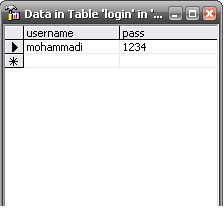 Data in Table 'login' in '...
username pass
mohammadi 1234